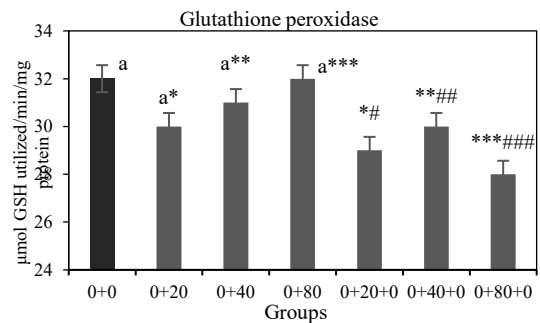 Glutathione peroxidase
μmol GSH utilized/min/mg
protein
34
32
30
28
26
24
a
a*
a**
a***
*#
**##
***###
0+0 0+20 0+40 0+80 0+20+0 0+40+0 0+80+0
Groups